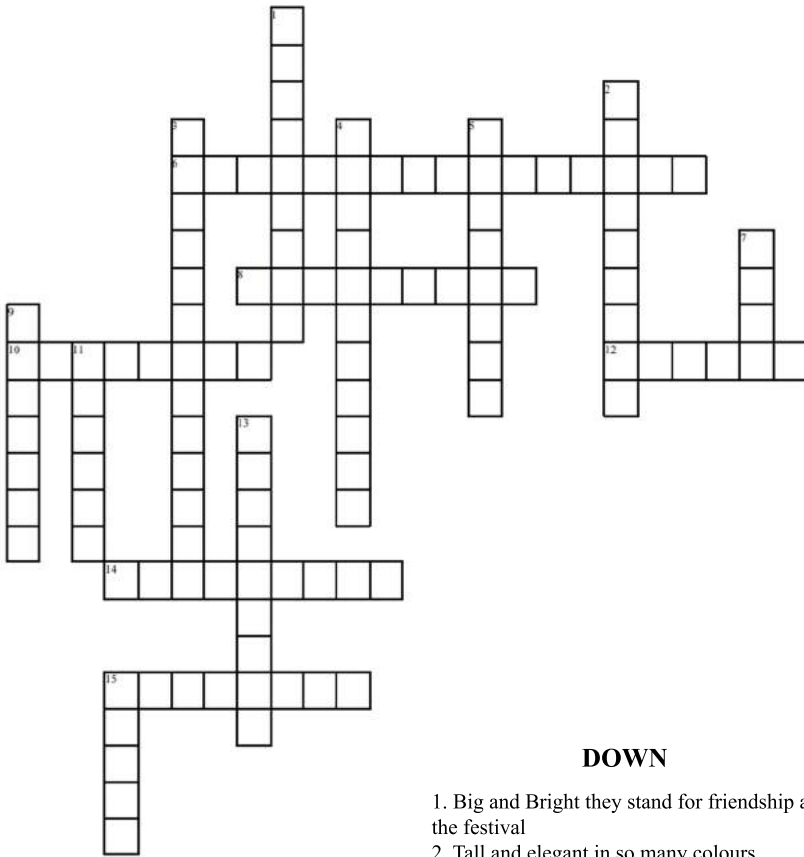 1
2
3 4 5
6
7
8
9
10 11 12
13
14
15
DOWN
1. Big and Bright they stand for friendship a
the festival
2. Tall and elegant in so many colours